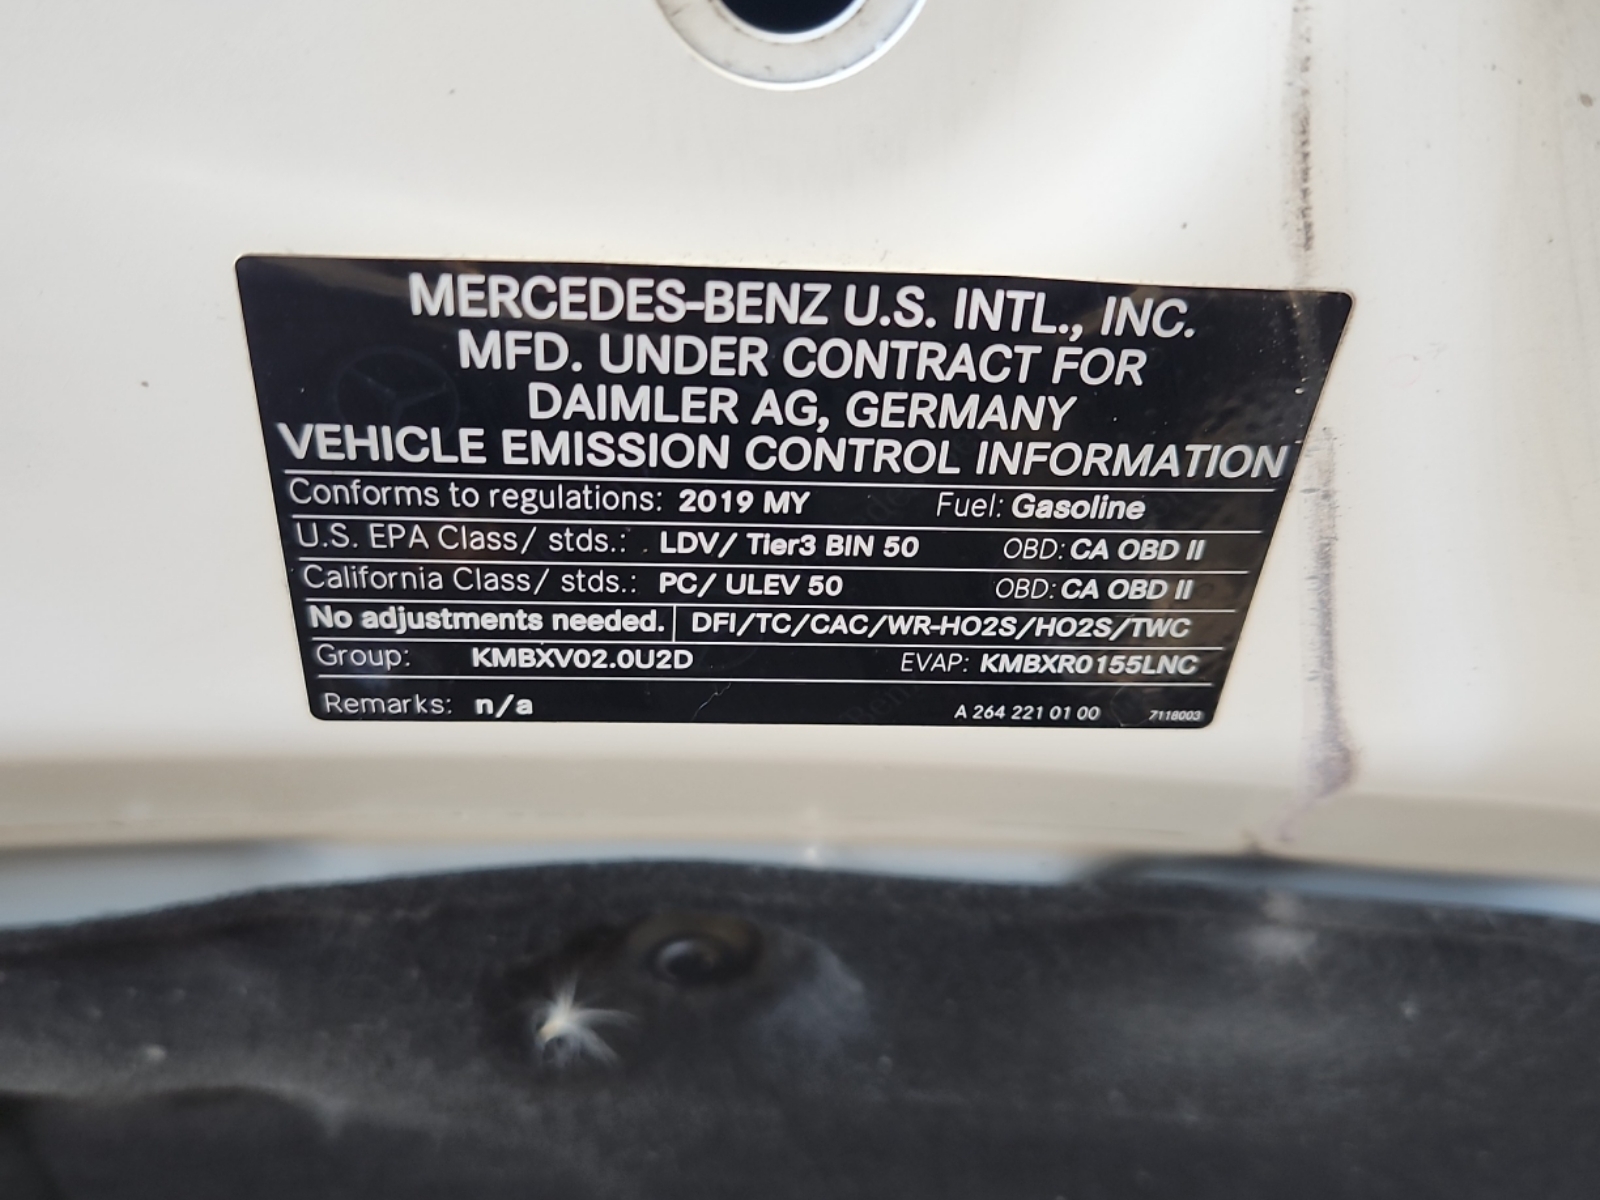 MERCEDES-BENZ U.S. INTL., INC.
MFD. UNDER CONTRACT FOR
DAIMLER AG, GERMANY
VEHICLE EMISSION CONTROL INFORMATION
Conforms to regulations: 2019 MY Fuel: Gasoline
U.S. EPA Class/ stds.: LDV/ Tier3 BIN 50 OBD: CA OBD II
California Class/ stds.: PC/ ULEV 50 OBD: CA OBD II
No adjustments needed. DFI/TC/CAC/WR-HO2S/HO2S/TWC
Group: KMBXV02.0U2D EVAP: KMBXR0155LNC
Remarks: n/a A 264 221 01 00 7118003